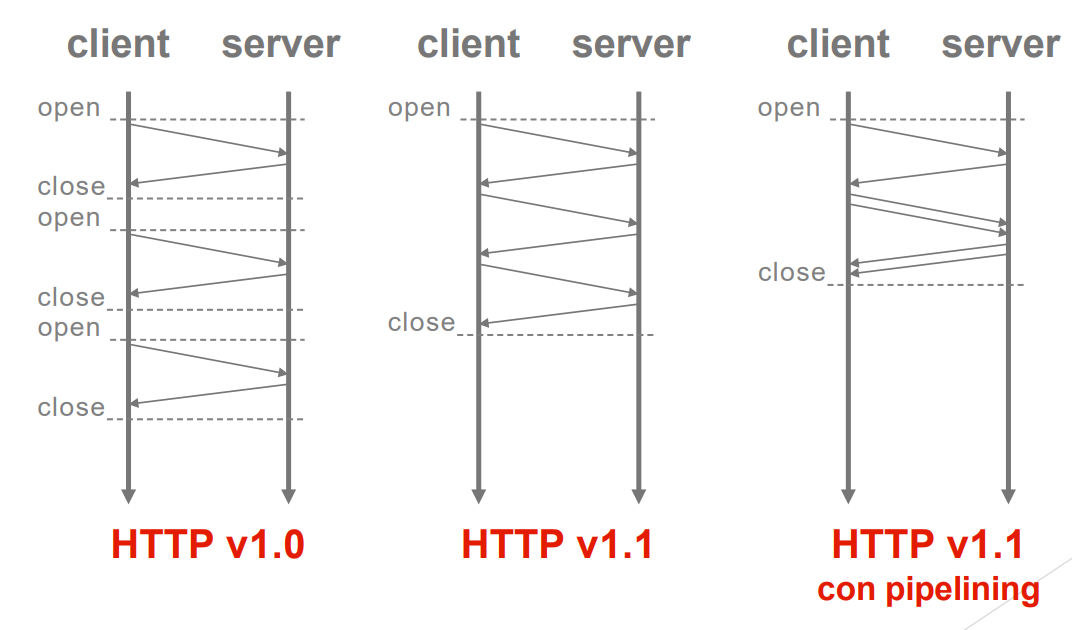 client server
client server
client server
open
close
open
close
open
close
open
close
open
close
HTTP v1.0
HTTP v1.1
HTTP v1.1
con pipelining